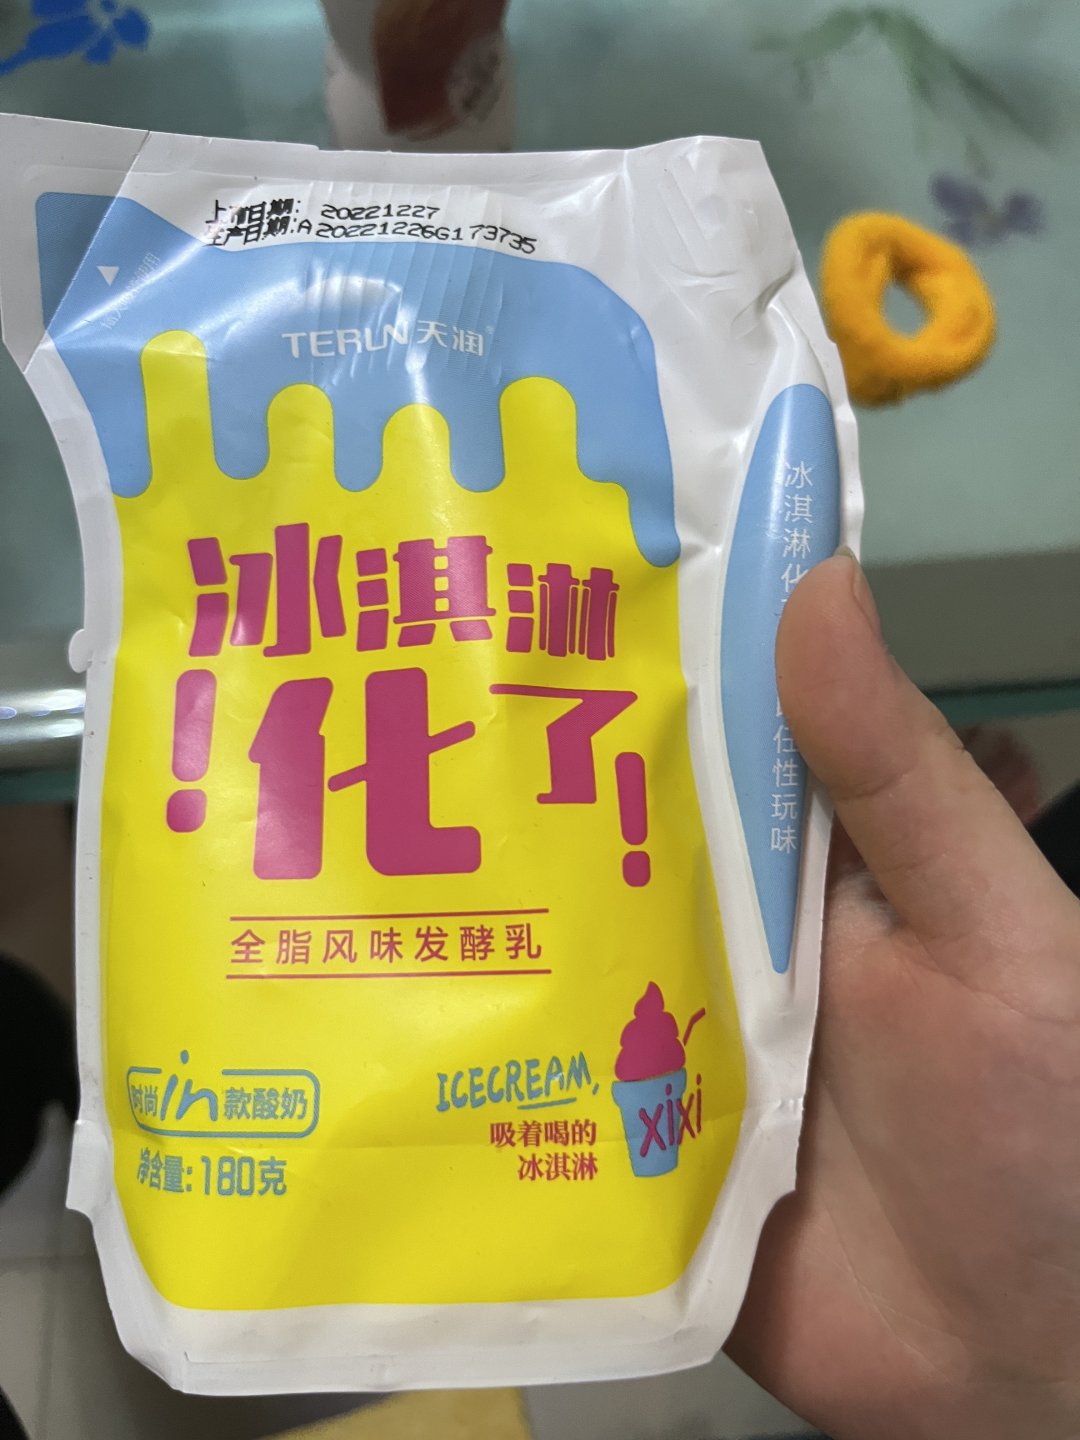 上市日期: 20221227
生产日期:A20221226G173735
TERUN天润
冰淇淋
!化了!
全脂风味发酵乳
时尚in款酸奶
净含量:180克
ICECREAM,
吸着喝的
冰淇淋
xixi
冰淇淋化
任性玩味